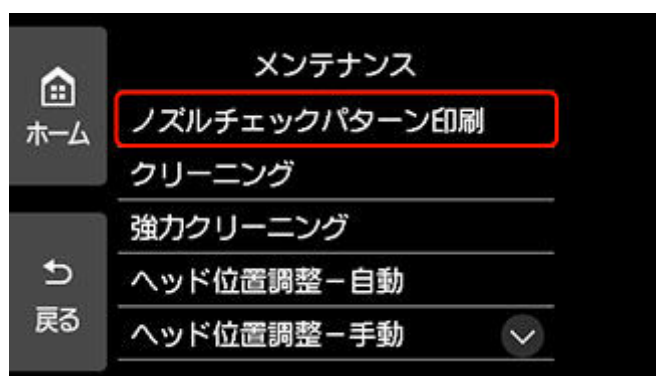 メンテナンス
ホーム
ノズルチェックパターン印刷
クリーニング
強力クリーニング
戻る
ヘッド位置調整－自動
ヘッド位置調整－手動